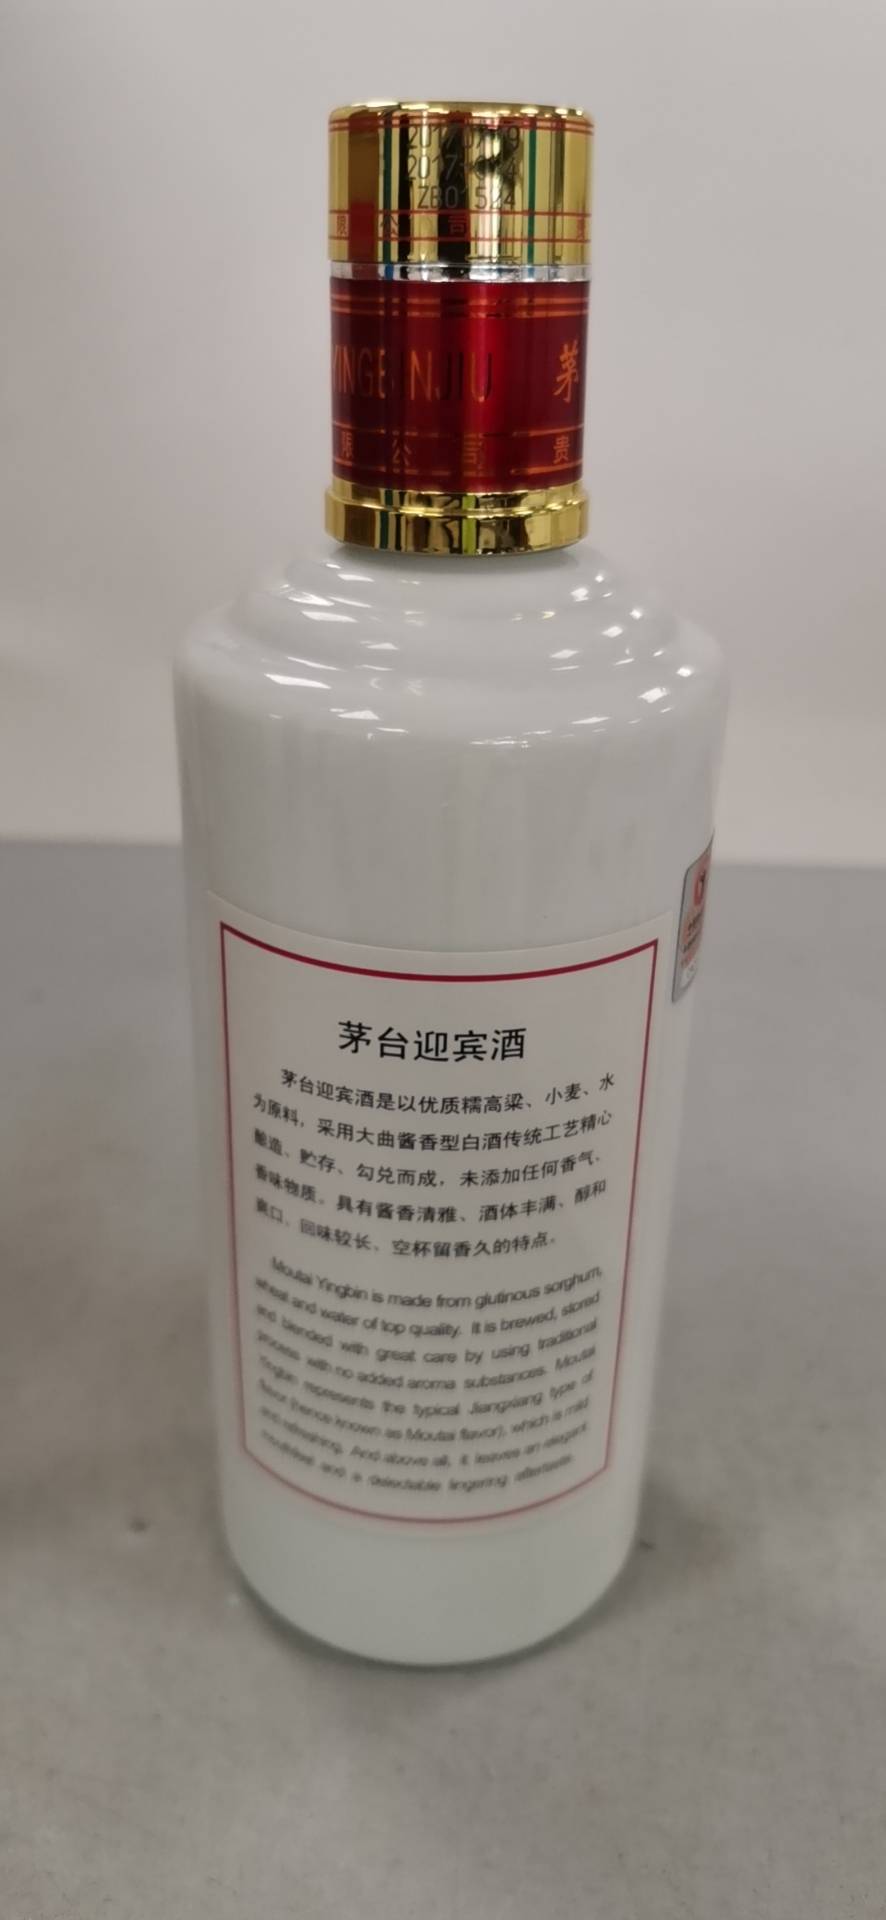 ZB01524
限公司 贵
YINGBINJIU 茅
限公司 贵
茅台迎宾酒
茅台迎宾酒是以优质糯高粱、小麦、水
为原料，采用大曲酱香型白酒传统工艺精心
酿造、贮存、勾兑而成，未添加任何香气、
香味物质。具有酱香清雅、酒体丰满、醇和
爽口、回味较长、空杯留香久的特点。
Moutai Yingbin is made from glutinous sorghum,
wheat and water of top quality. It is brewed, stored
and blended with great care by using traditional
process with no added aroma substances. Moutai
Yingbin represents the typical Jiangxiang type of
flavor (hence known as Moutai flavor), which is mild
and refreshing. And above all, it leaves an elegant
mouthfeel and a delectable lingering aftertaste.